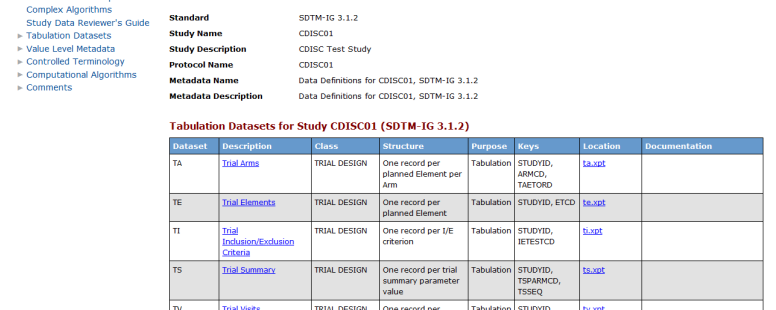 Complex Algorithms
Study Data Reviewer's Guide
Tabulation Datasets
Value Level Metadata
Controlled Terminology
Computational Algorithms
Comments
Standard SDTM-IG 3.1.2
Study Name CDISC01
Study Description CDISC Test Study
Protocol Name CDISC01
Metadata Name Data Definitions for CDISC01, SDTM-IG 3.1.2
Metadata Description Data Definitions for CDISC01, SDTM-IG 3.1.2
Tabulation Datasets for Study CDISC01 (SDTM-IG 3.1.2)
Dataset Description Class Structure Purpose Keys Location Documentation
TA Trial Arms TRIAL DESIGN One record per Tabulation STUDYID, ta.xpt
planned Element per ARMCD,
Arm TAETORD
TE Trial Elements TRIAL DESIGN One record per Tabulation STUDYID, ETCD te.xpt
planned Element
TI Trial TRIAL DESIGN One record per I/E Tabulation STUDYID, ti.xpt
Inclusion/Exclusion criterion IETESTCD
Criteria
TS Trial Summary TRIAL DESIGN One record per trial Tabulation STUDYID, ts.xpt
summary parameter TSPARMCD,
value TSSEQ
TV Trial Visits TRIAL DESIGN One record per Tabulation STUDYID tv.xpt